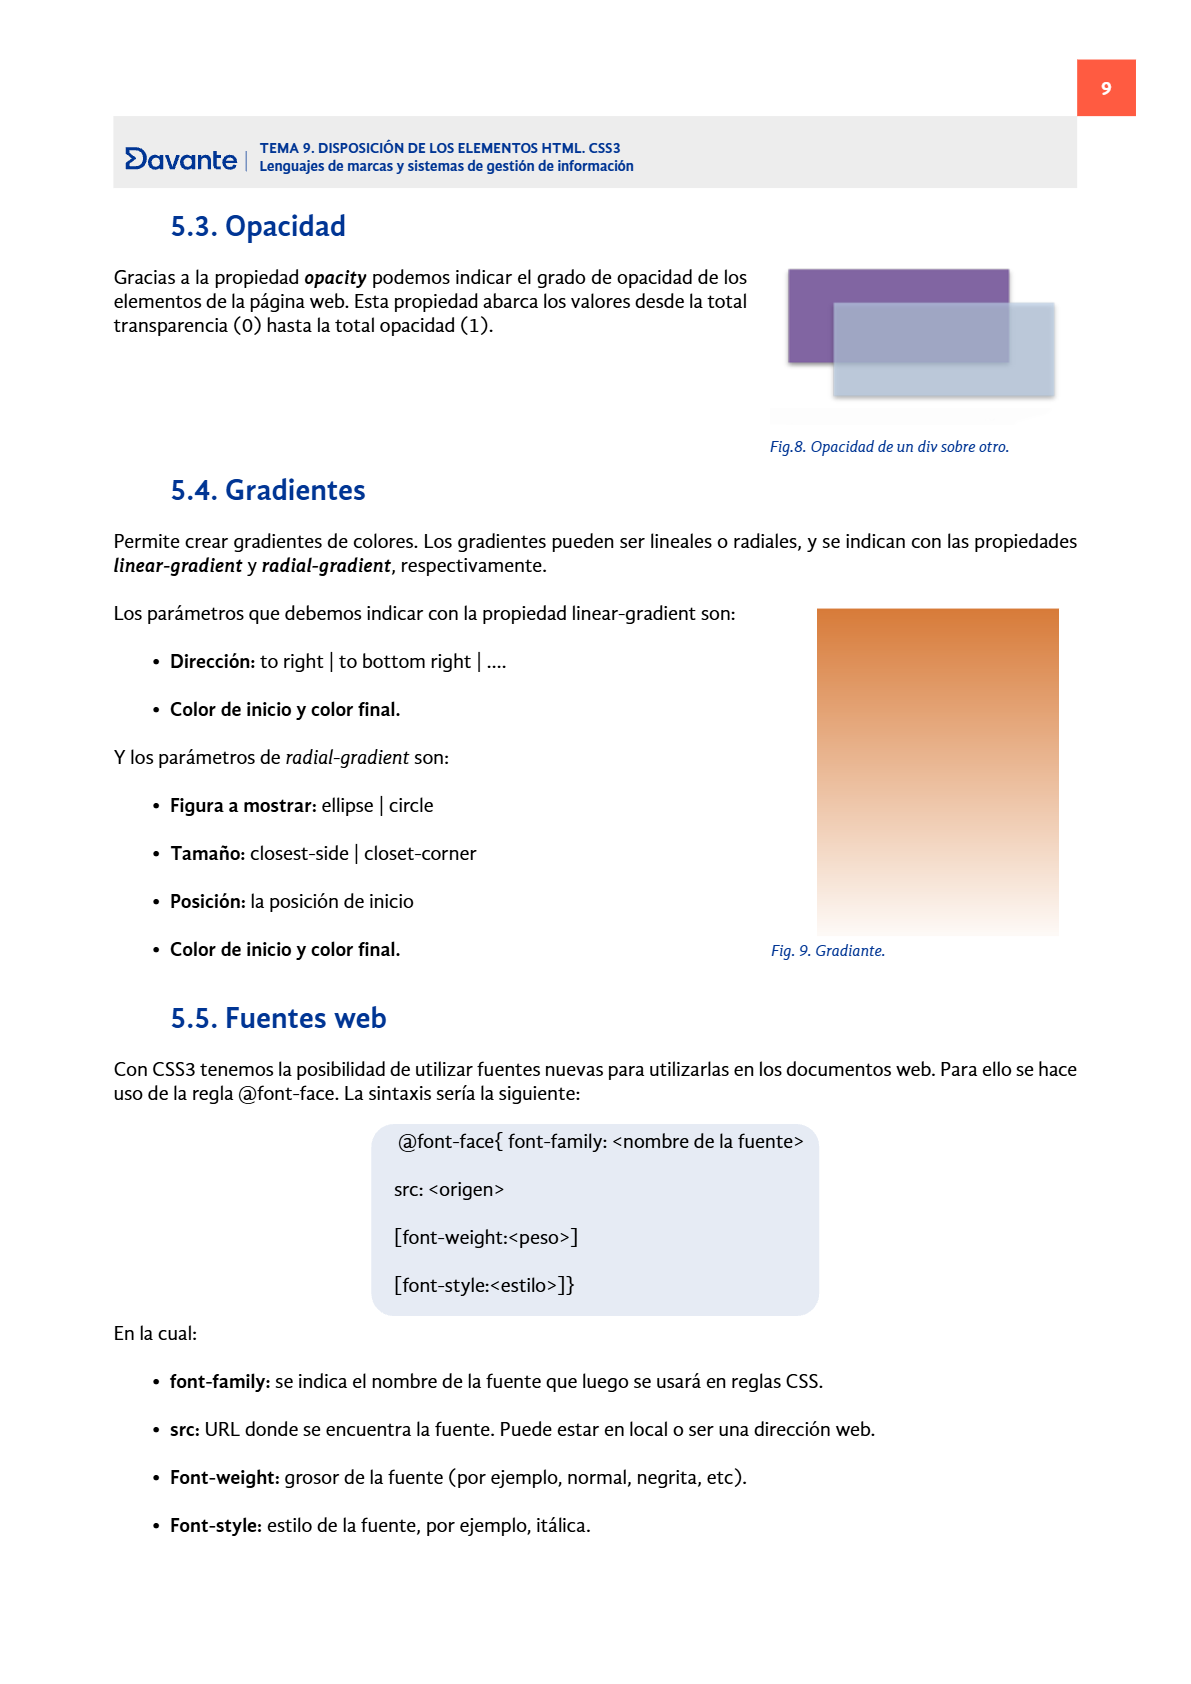 9
Davante
TEMA 9. DISPOSICIÓN DE LOS ELEMENTOS HTML. CSS3
Lenguajes de marcas y sistemas de gestión de información
5.3. Opacidad
Gracias a la propiedad opacity podemos indicar el grado de opacidad de los
elementos de la página web. Esta propiedad abarca los valores desde la total
transparencia (0) hasta la total opacidad (1).
Fig.8. Opacidad de un div sobre otro.
5.4. Gradientes
Permite crear gradientes de colores. Los gradientes pueden ser lineales o radiales, y se indican con las propiedades
linear-gradient y radial-gradient, respectivamente.
Los parámetros que debemos indicar con la propiedad linear-gradient son:
• Dirección: to right | to bottom right | ....
• Color de inicio y color final.
Y los parámetros de radial-gradient son:
• Figura a mostrar: ellipse | circle
• Tamaño: closest-side | closet-corner
• Posición: la posición de inicio
• Color de inicio y color final.
Fig. 9. Gradiante.
5.5. Fuentes web
Con CSS3 tenemos la posibilidad de utilizar fuentes nuevas para utilizarlas en los documentos web. Para ello se hace
uso de la regla @font-face. La sintaxis sería la siguiente:
@font-face{ font-family: <nombre de la fuente>
src: <origen>
[font-weight:<peso>]
[font-style:<estilo>]}
En la cual:
• font-family: se indica el nombre de la fuente que luego se usará en reglas CSS.
• src: URL donde se encuentra la fuente. Puede estar en local o ser una dirección web.
• Font-weight: grosor de la fuente (por ejemplo, normal, negrita, etc).
• Font-style: estilo de la fuente, por ejemplo, itálica.